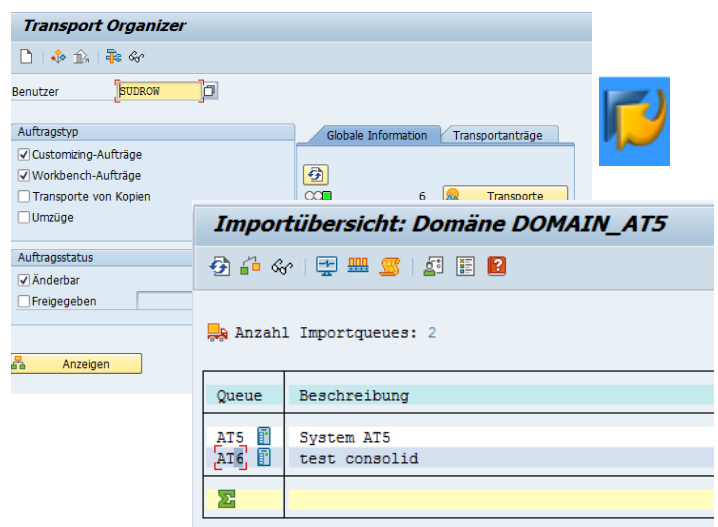 Transport Organizer
Benutzer SUDROW
Auftragstyp
Customizing-Aufträge
Workbench-Aufträge
Transporte von Kopien
Umzüge
Auftragsstatus
Änderbar
Freigegeben
Anzeigen
Globale Information Transportanträge
6 Transporte
Importübersicht: Domäne DOMAIN_AT5
Anzahl Importqueues: 2
Queue Beschreibung
AT5 System AT5
AT6 test consolid